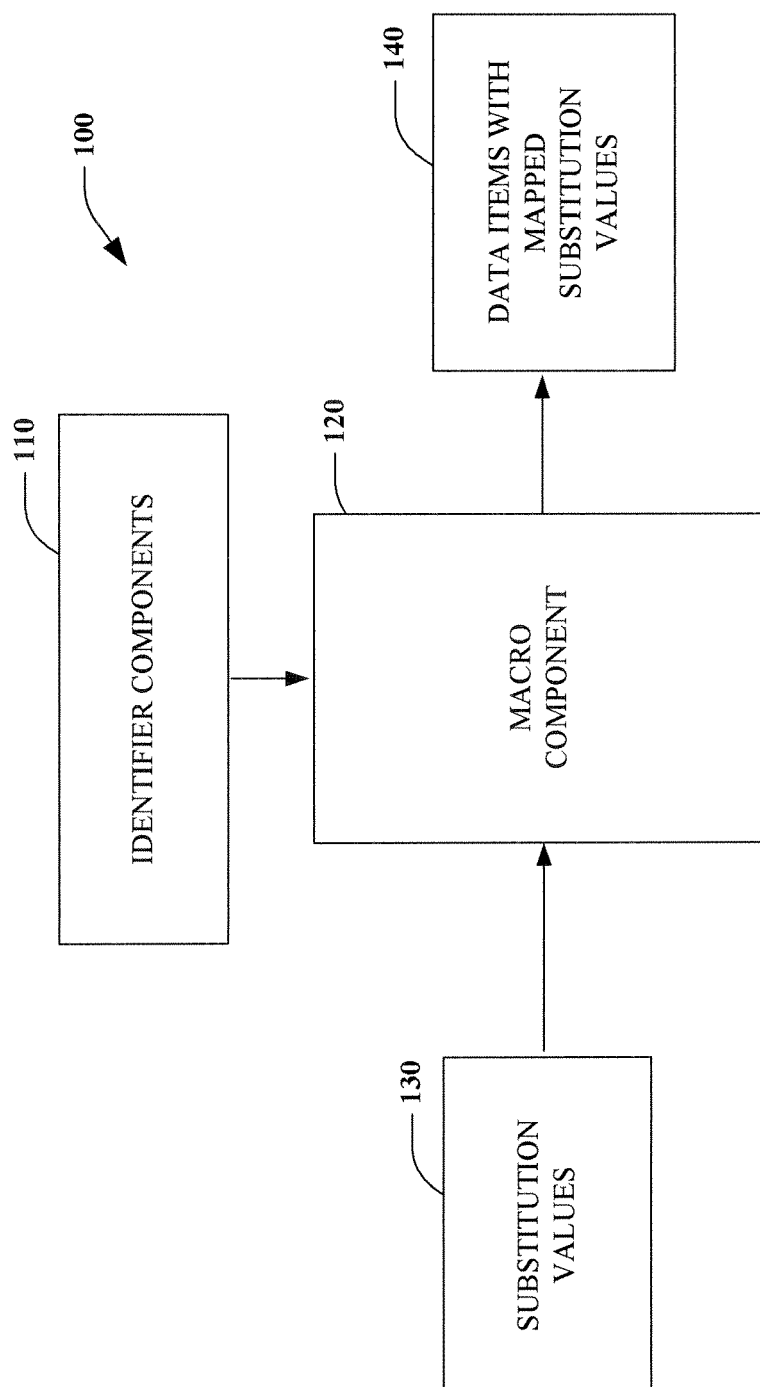 100
110
IDENTIFIER COMPONENTS
130
SUBSTITUTION
VALUES
120
MACRO
COMPONENT
140
DATA ITEMS WITH
MAPPED
SUBSTITUTION
VALUES